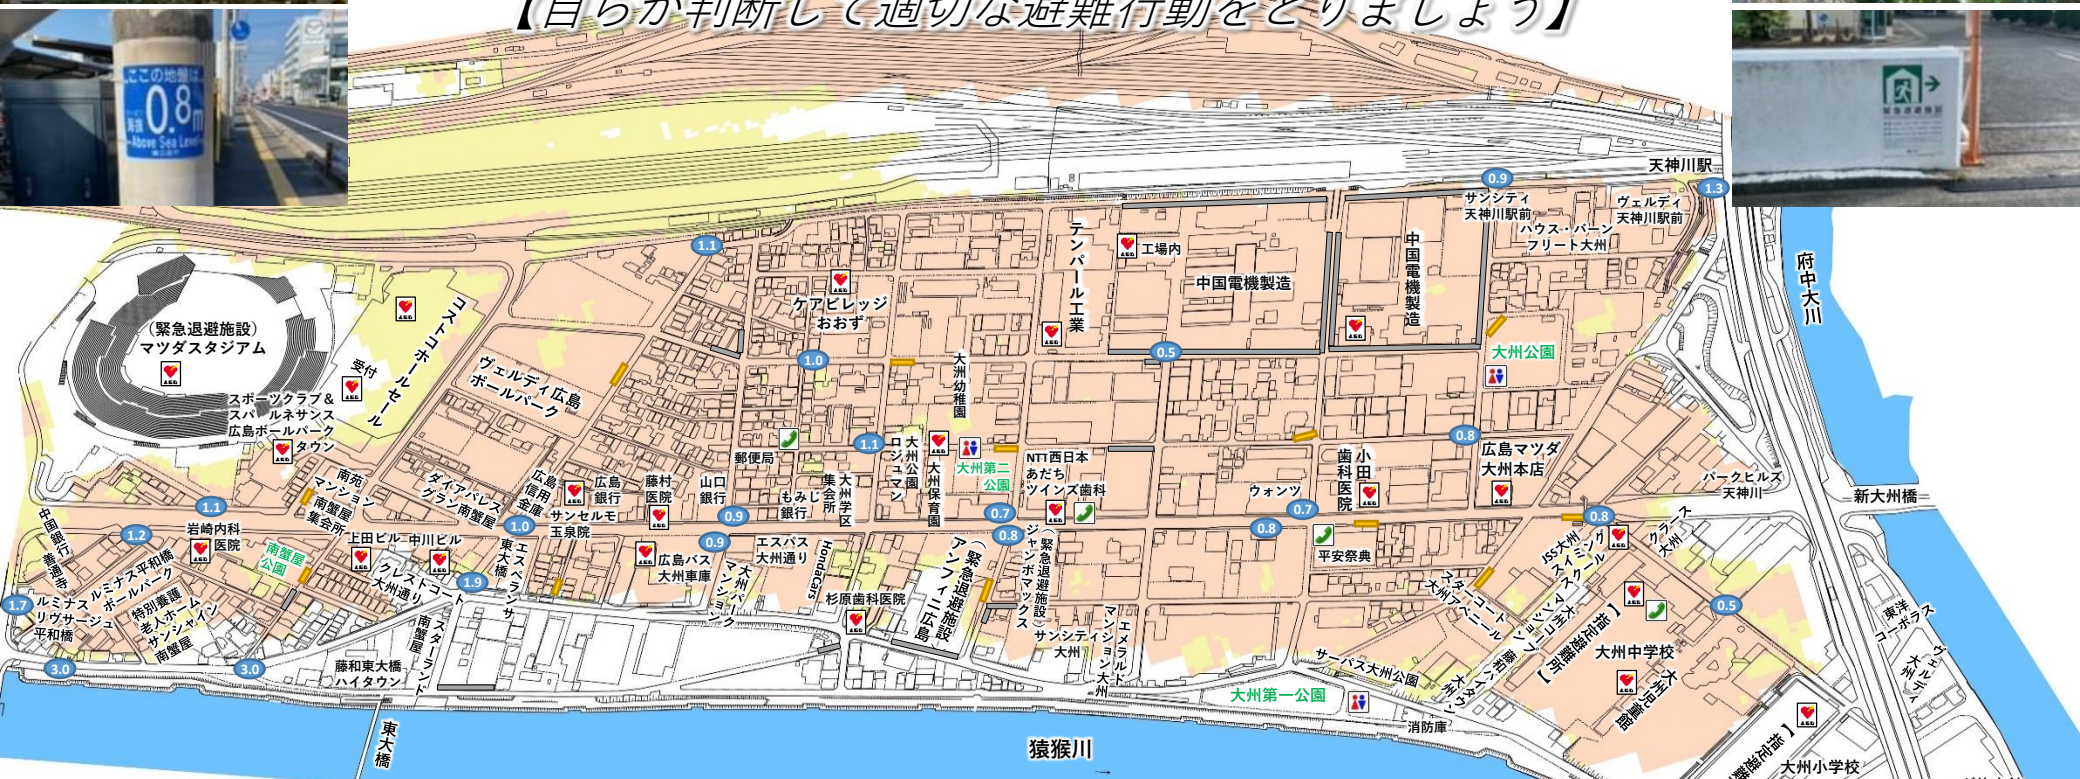 【自らが判断して適切な避難行動をとりましょう】
ここの地盤は
海抜
0.8m
Above Sea Level
緊急退避施設
天神川駅
0.9
1.3
サンシティ
天神川駅前
ヴェルディ
天神川駅前
ハウス・バーン
フリート大州
府中大川
1.1
テンパール工業
工場内
中国電機製造
中国電機製造
ケアビレッジ
おおず
コストコホールセール
（緊急退避施設）
マツダスタジアム
受付
スポーツクラブ＆
スパ ルネサンス
広島ボールパーク
タウン
ヴェルディ広島
ボールパーク
1.0
0.5
大洲幼稚園
大州公園
郵便局
1.1
大州公園
ロジュマン
大州保育園
大州第二
公園
NTT西日本
あだち
ツインズ歯科
0.8
広島マツダ
大州本店
小田
歯科医院
ウォンツ
パークヒルズ
天神川
新大州橋
南苑
マンション
南蟹屋
集会所
ダイアパレス
グラン南蟹屋
広島
信用
金庫
広島
銀行
サンセルモ
玉泉院
藤村
医院
山口
銀行
もみじ
銀行
大州学区
集会所
1.1
1.2
1.0
0.9
0.9
0.7
0.8
0.7
0.8
0.8
中国銀行
善通寺
岩崎内科
医院
南蟹屋
公園
上田ビル
中川ビル
クレストコート
大州通り
1.9
エスペランサ
東大橋
広島バス
大州車庫
大州パーク
マンション
エスパス
大州通り
HondaCars
杉原歯科医院
（緊急退避施設）
アンフィニ広島
（緊急退避施設）
ジャンボマックス
サンシティ
大州
エメラルド
マンション大州
平安祭典
JSS大州
スイミング
スクール
クラース
大州
スターコート
大州アベニール
大州コープ
マンション
藤和ハイタウン
大州
サーパス大州公園
【指定避難所】
大州中学校
大州児童館
0.5
東洋
コーポラス
ヴェルディ
大州
1.7
ルミナス
リヴサージュ
平和橋
ルミナス平和橋
ボールパーク
特別養護
老人ホーム
サンシャイン
南蟹屋
3.0
3.0
藤和東大橋
ハイタウン
スターランド
南蟹屋
東大橋
猿猴川
大州第一公園
消防庫
大州小学校